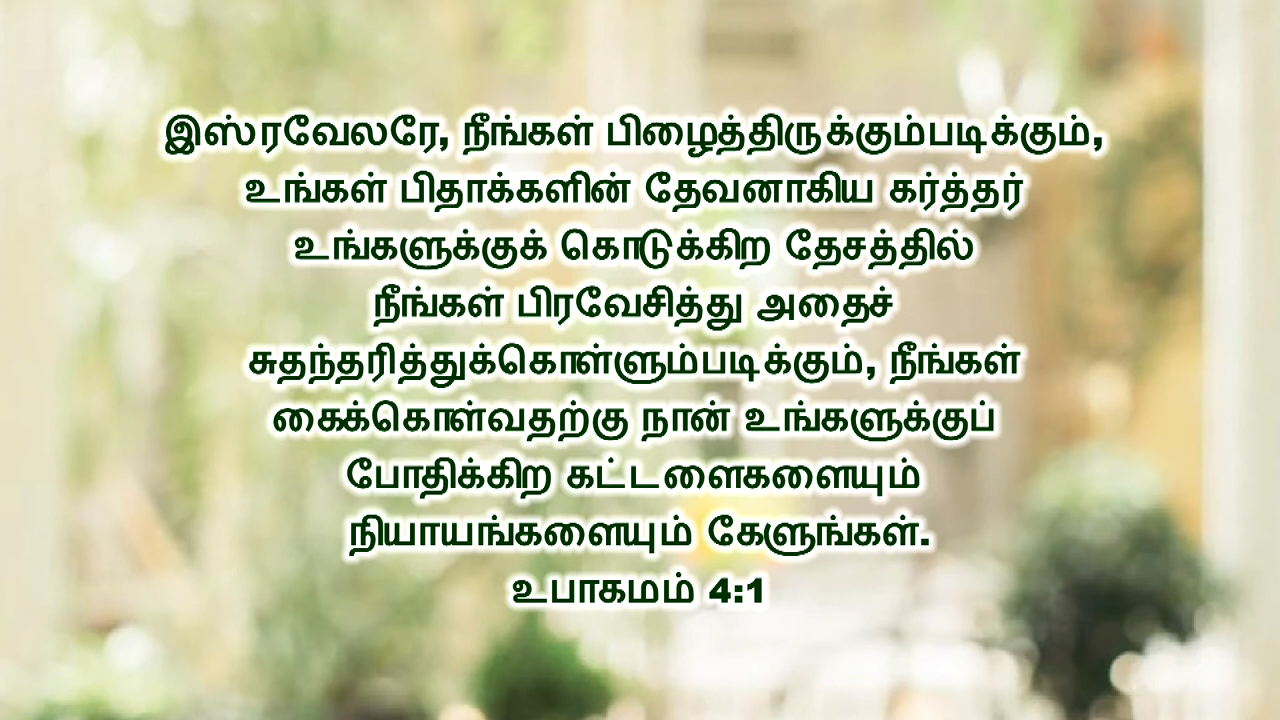 இஸ்ரவேலரே, நீங்கள் பிழைத்திருக்கும்படிக்கும்,
உங்கள் பிதாக்களின் தேவனாகிய கர்த்தர்
உங்களுக்குக் கொடுக்கிற தேசத்தில்
நீங்கள் பிரவேசித்து அதைச்
சுதந்தரித்துக்கொள்ளும்படிக்கும், நீங்கள்
கைக்கொள்வதற்கு நான் உங்களுக்குப்
போதிக்கிற கட்டளைகளையும்
நியாயங்களையும் கேளுங்கள்.
உபாகமம் 4:1